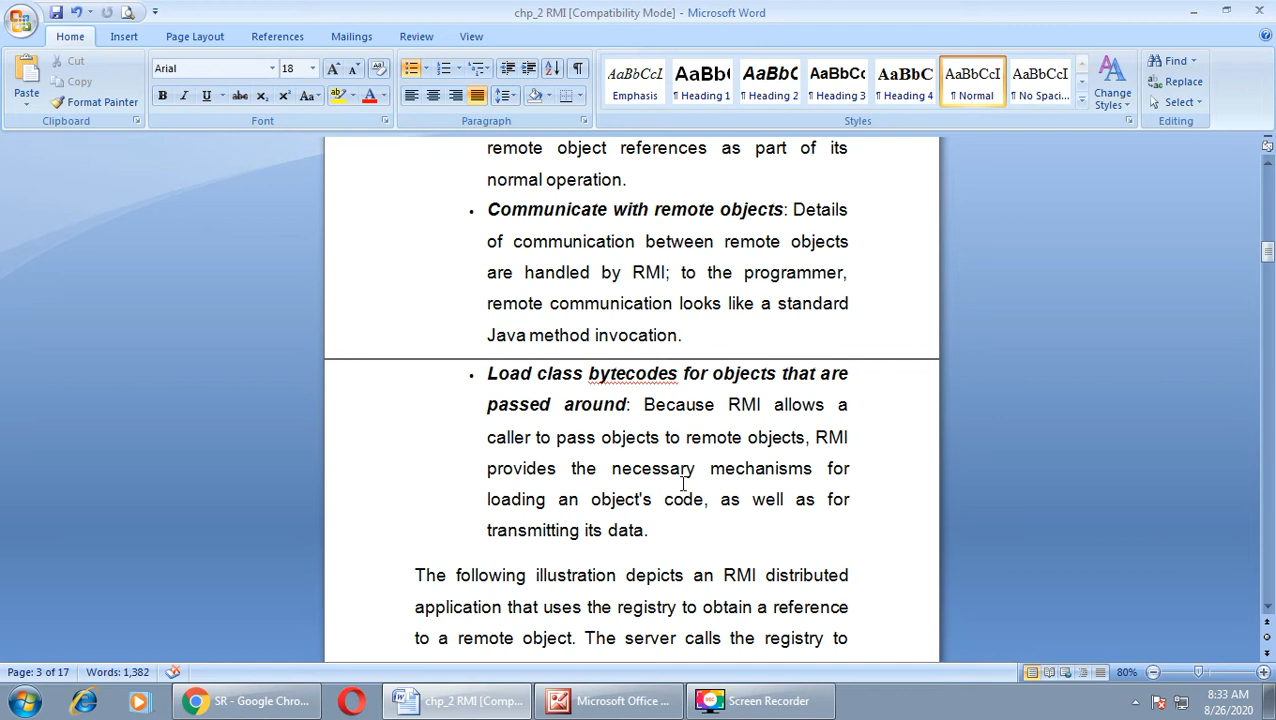 chp_2 RMI [Compatibility Mode] - Microsoft Word
Home Insert Page Layout References Mailings Review View
Paste
Cut
Copy
Format Painter
Clipboard
Arial 18
B I U abc x₂ x² Aa
Font
Paragraph
AaBbCcI AaBb( AaBbC AaBbCc AaBbC AaBbCcI AaBbCcI
Emphasis ¶ Heading 1 ¶ Heading 2 ¶ Heading 3 ¶ Heading 4 ¶ Normal ¶ No Spaci...
Change Styles
Styles
Find
Replace
Select
Editing
remote object references as part of its
normal operation.
• Communicate with remote objects: Details
of communication between remote objects
are handled by RMI; to the programmer,
remote communication looks like a standard
Java method invocation.
• Load class bytecodes for objects that are
passed around: Because RMI allows a
caller to pass objects to remote objects, RMI
provides the necessary mechanisms for
loading an object's code, as well as for
transmitting its data.
The following illustration depicts an RMI distributed
application that uses the registry to obtain a reference
to a remote object. The server calls the registry to
Page: 3 of 17 Words: 1,382 80%
SR - Google Chro... chp_2 RMI [Comp... Microsoft Office ... Screen Recorder 8:33 AM
8/26/2020